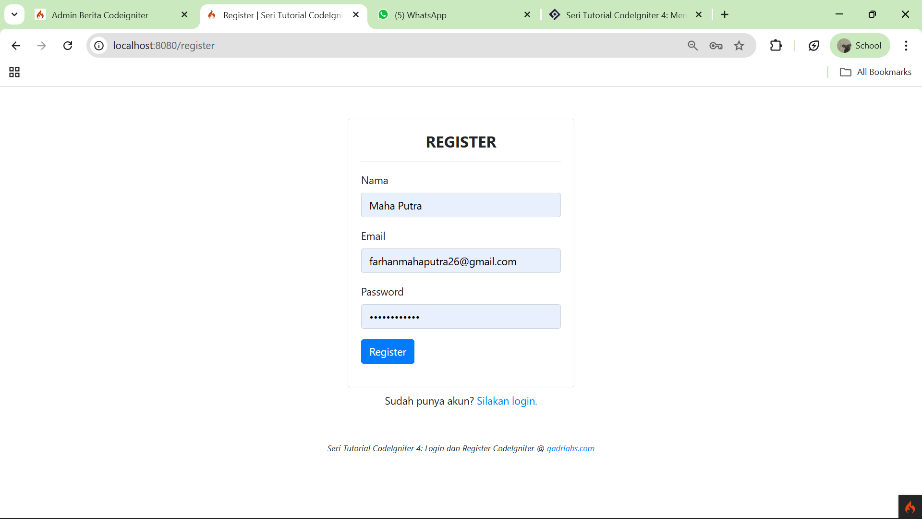 Admin Berita Codeigniter
Register | Seri Tutorial CodeIgn
(5) WhatsApp
Seri Tutorial CodeIgniter 4: Mem
localhost:8080/register
School
All Bookmarks
REGISTER
Nama
Maha Putra
Email
farhanmahaputra26@gmail.com
Password
••••••••••••
Register
Sudah punya akun? Silakan login.
Seri Tutorial CodeIgniter 4: Login dan Register CodeIgniter @ qadrlabs.com